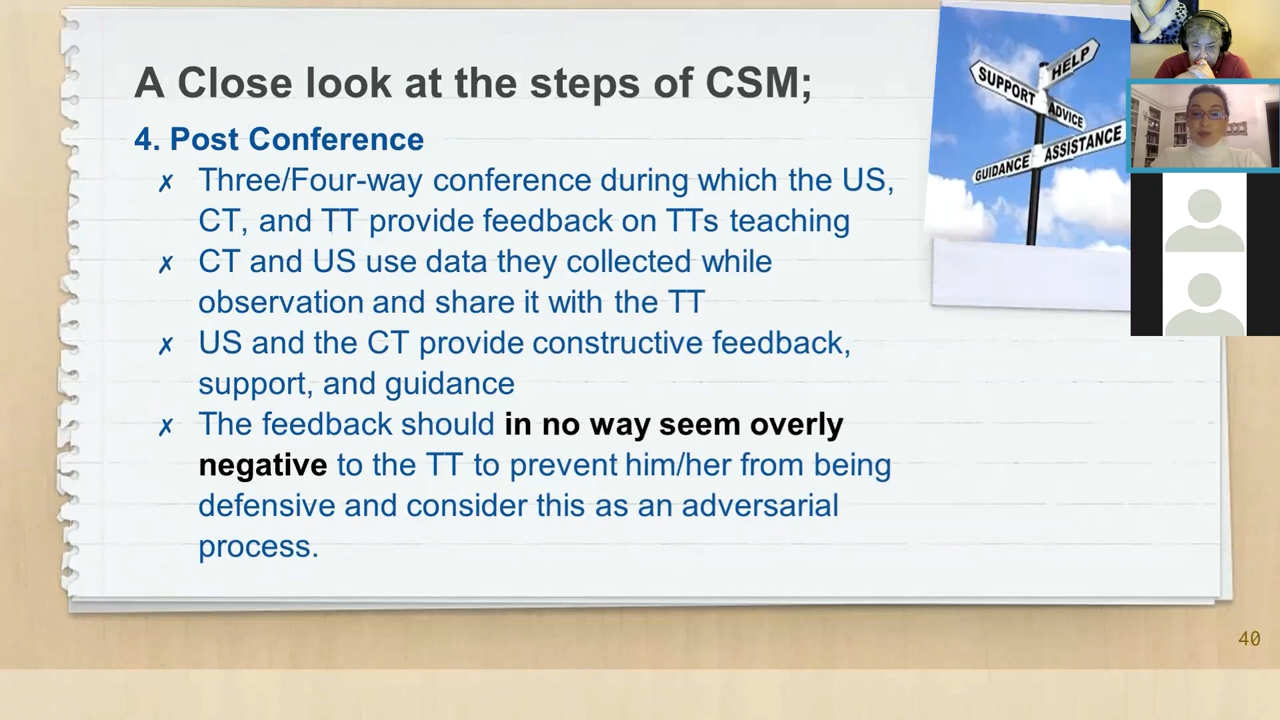 A Close look at the steps of CSM;
4. Post Conference
✗ Three/Four-way conference during which the US,
CT, and TT provide feedback on TTs teaching
✗ CT and US use data they collected while
observation and share it with the TT
✗ US and the CT provide constructive feedback,
support, and guidance
✗ The feedback should in no way seem overly
negative to the TT to prevent him/her from being
defensive and consider this as an adversarial
process.
HELP
SUPPORT
ADVICE
ASSISTANCE
GUIDANCE
40